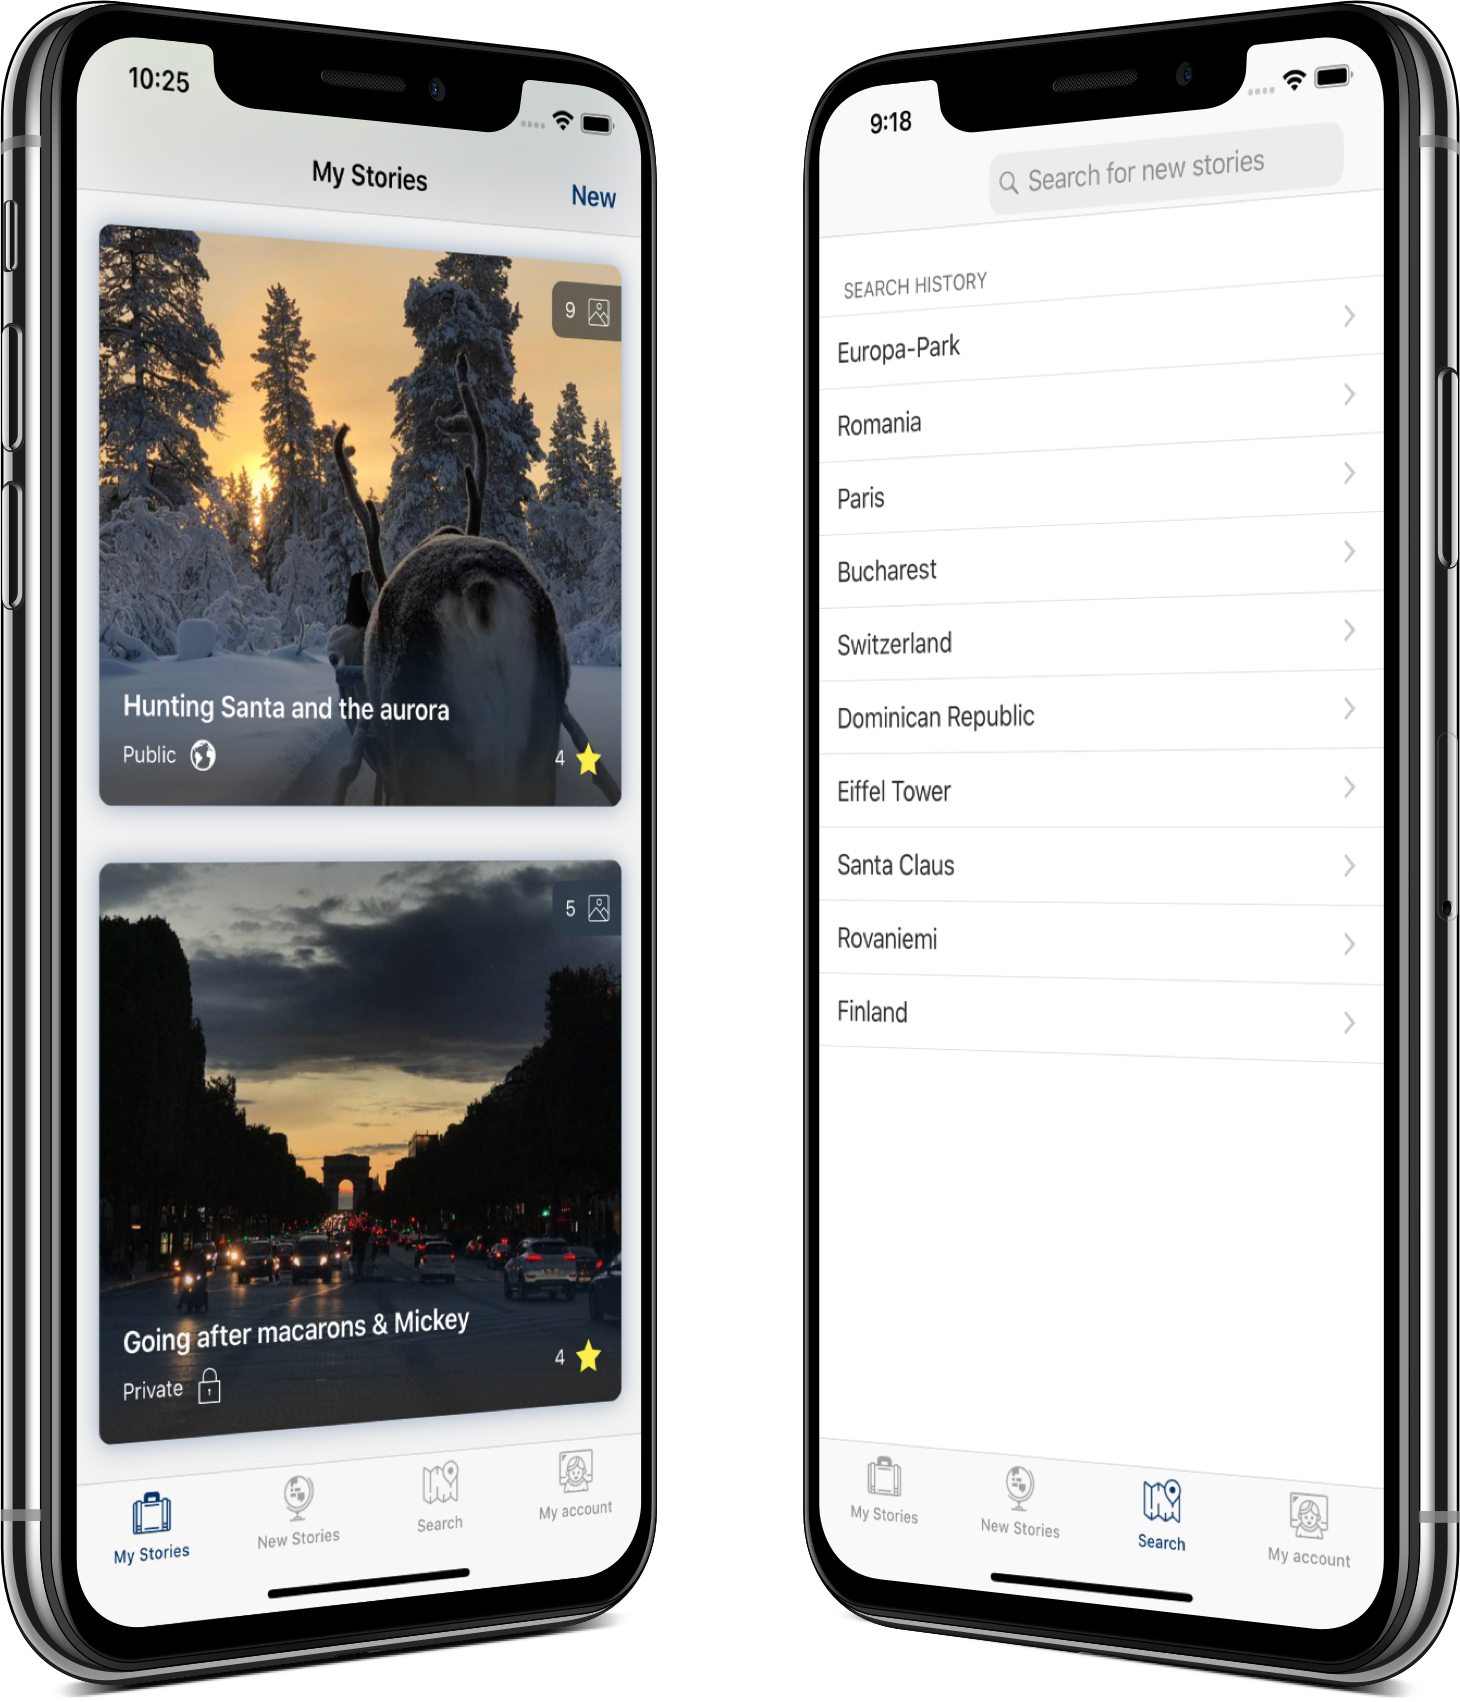 10:25
My Stories
New
9
Hunting Santa and the aurora
Public
4
5
Going after macarons & Mickey
Private
4
My Stories
New Stories
Search
My account
9:18
Search for new stories
SEARCH HISTORY
Europa-Park
Romania
Paris
Bucharest
Switzerland
Dominican Republic
Eiffel Tower
Santa Claus
Rovaniemi
Finland
My Stories
New Stories
Search
My account